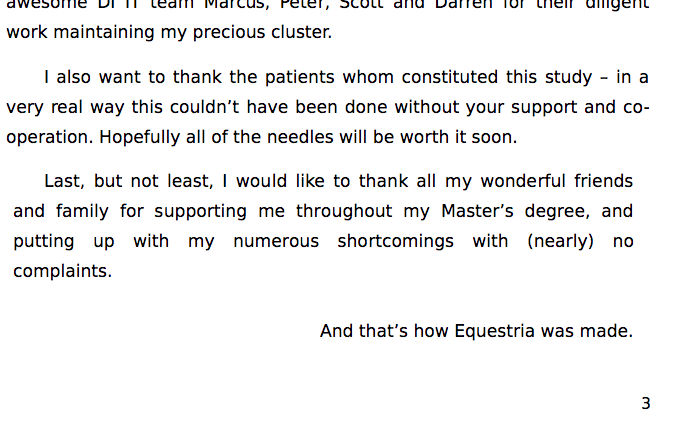 awesome DI IT team Marcus, Peter, Scott and Darren for their diligent
work maintaining my precious cluster.
I also want to thank the patients whom constituted this study – in a
very real way this couldn’t have been done without your support and co-
operation. Hopefully all of the needles will be worth it soon.
Last, but not least, I would like to thank all my wonderful friends
and family for supporting me throughout my Master’s degree, and
putting up with my numerous shortcomings with (nearly) no
complaints.
And that’s how Equestria was made.
3